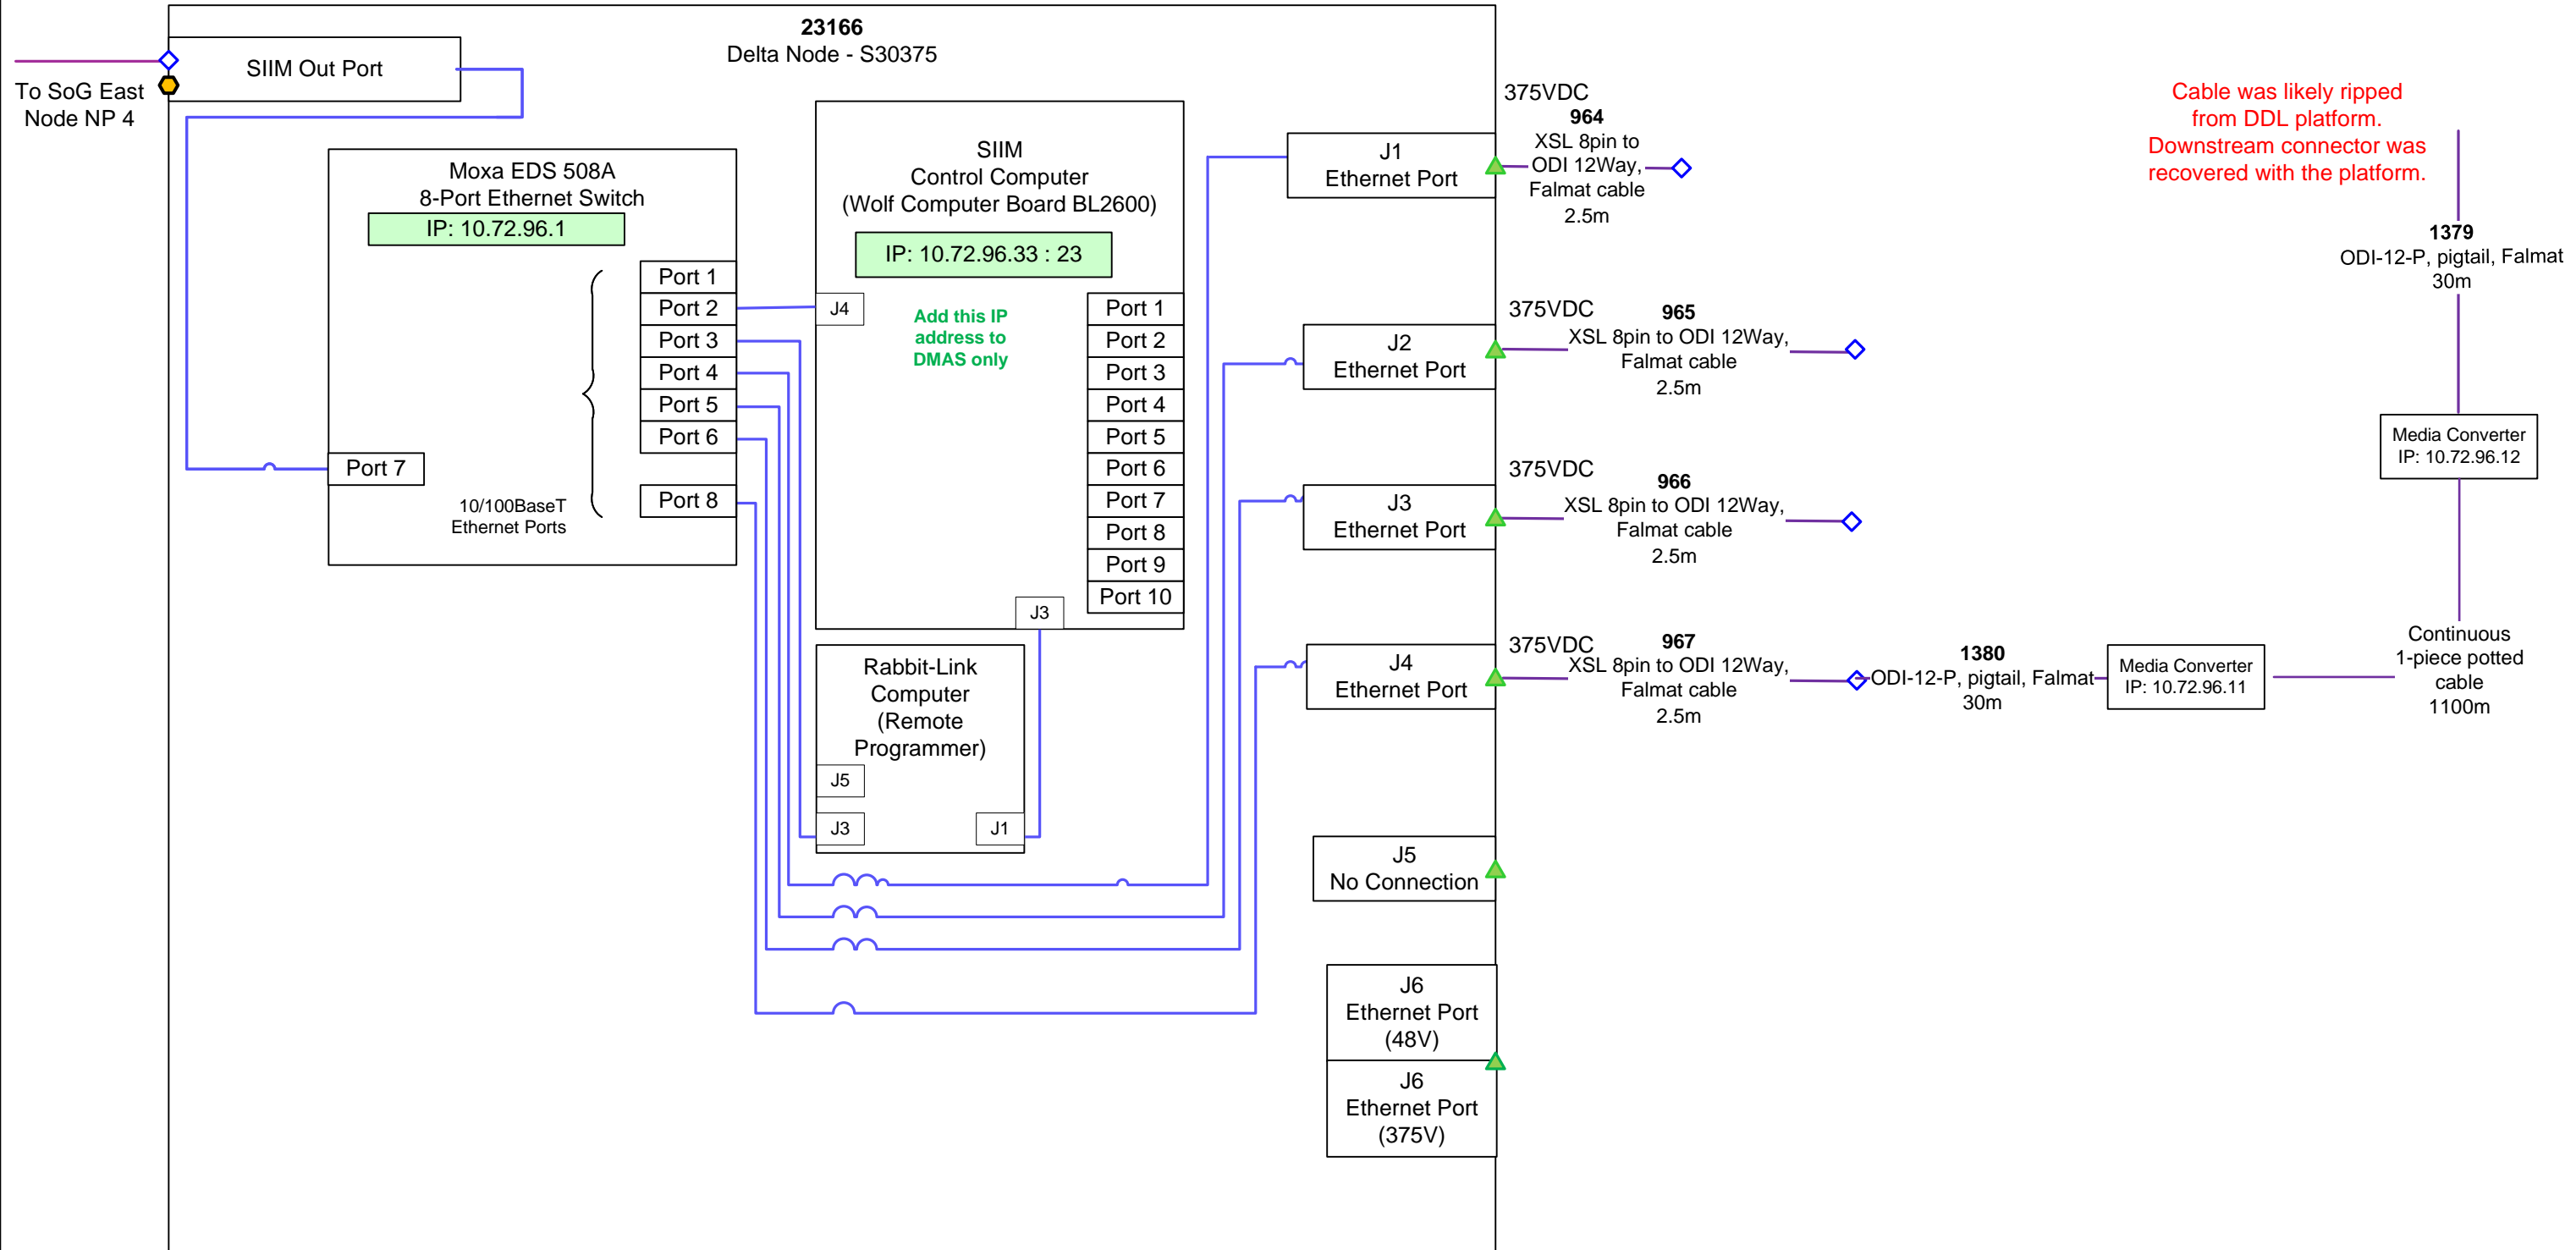 23166
Delta Node - S30375
SIIM Out Port
To SoG East
Node NP 4
Moxa EDS 508A
8-Port Ethernet Switch
IP: 10.72.96.1
Port 1
Port 2
Port 3
Port 4
Port 5
Port 6
Port 7
Port 8
10/100BaseT
Ethernet Ports
SIIM
Control Computer
(Wolf Computer Board BL2600)
IP: 10.72.96.33 : 23
J4
Add this IP
address to
DMAS only
Port 1
Port 2
Port 3
Port 4
Port 5
Port 6
Port 7
Port 8
Port 9
Port 10
J3
Rabbit-Link
Computer
(Remote
Programmer)
J5
J3
J1
J1
Ethernet Port
375VDC
964
XSL 8pin to
ODI 12Way,
Falmat cable
2.5m
J2
Ethernet Port
375VDC
965
XSL 8pin to ODI 12Way,
Falmat cable
2.5m
J3
Ethernet Port
375VDC
966
XSL 8pin to ODI 12Way,
Falmat cable
2.5m
J4
Ethernet Port
375VDC
967
XSL 8pin to ODI 12Way,
Falmat cable
2.5m
1380
ODI-12-P, pigtail, Falmat
30m
Media Converter
IP: 10.72.96.11
Continuous
1-piece potted
cable
1100m
Media Converter
IP: 10.72.96.12
1379
ODI-12-P, pigtail, Falmat
30m
Cable was likely ripped
from DDL platform.
Downstream connector was
recovered with the platform.
J5
No Connection
J6
Ethernet Port
(48V)
J6
Ethernet Port
(375V)